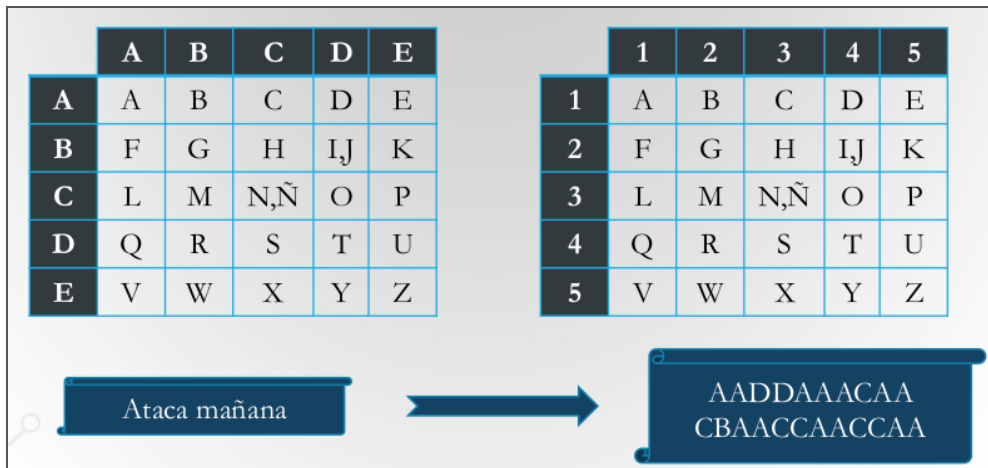 A B C D E
A A B C D E
B F G H I,J K
C L M N,Ñ O P
D Q R S T U
E V W X Y Z
1 2 3 4 5
1 A B C D E
2 F G H I,J K
3 L M N,Ñ O P
4 Q R S T U
5 V W X Y Z
Ataca mañana
AADDAAACAA
CBAACCAACCAA